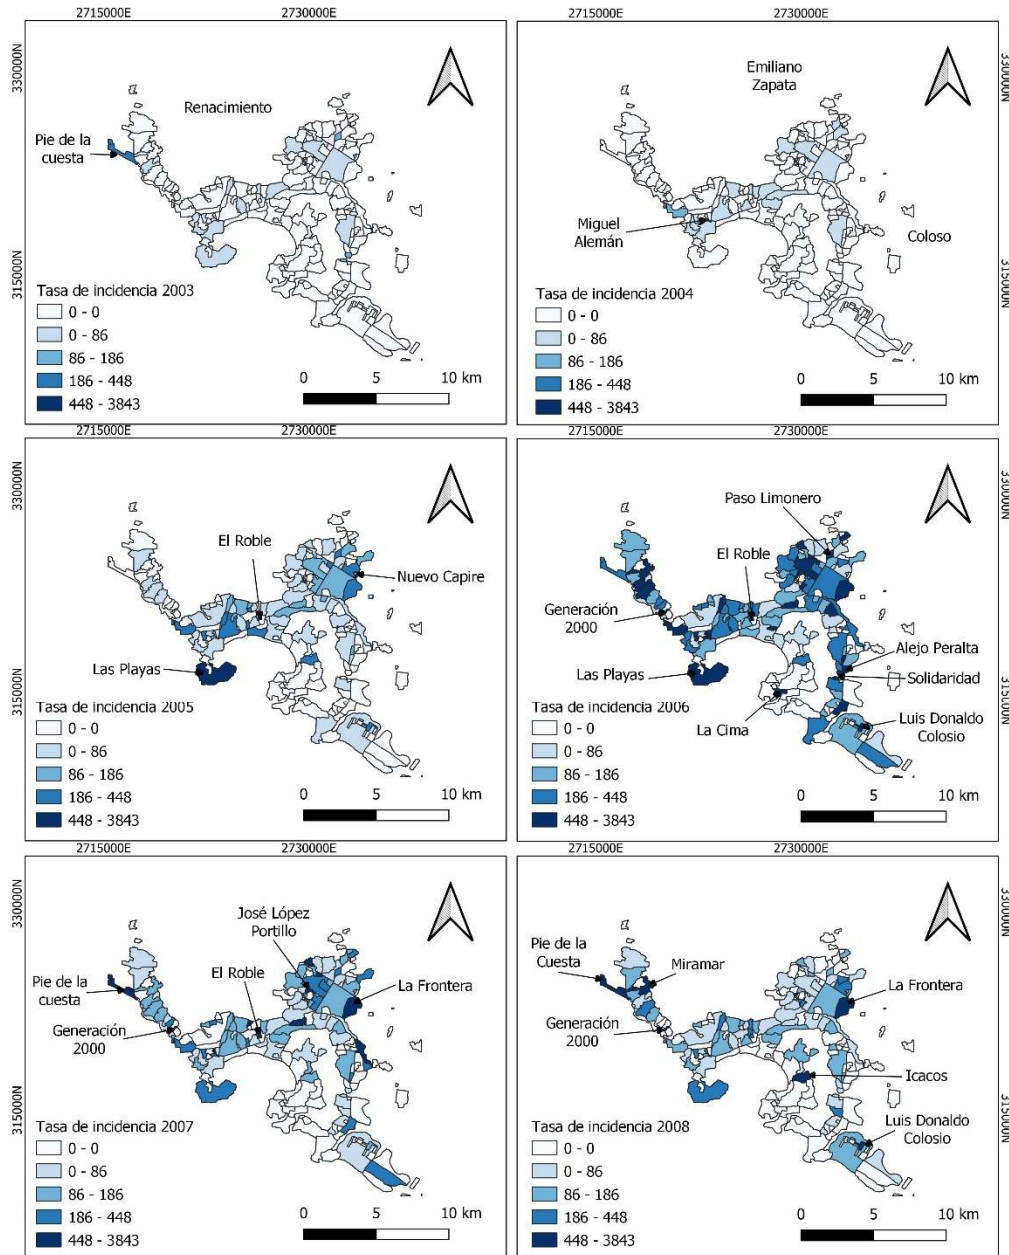 2715000E
2730000E
2715000E
2730000E
330000N
315000N
Renacimiento
Pie de la
cuesta
Tasa de incidencia 2003
0 - 0
0 - 86
86 - 186
186 - 448
448 - 3843
0
5
10 km
Emiliano
Zapata
Miguel
Alemán
Coloso
330000N
315000N
Tasa de incidencia 2004
0 - 0
0 - 86
86 - 186
186 - 448
448 - 3843
0
5
10 km
2715000E
2730000E
2715000E
2730000E
330000N
315000N
El Roble
Nuevo Capire
Las Playas
Tasa de incidencia 2005
0 - 0
0 - 86
86 - 186
186 - 448
448 - 3843
0
5
10 km
Paso Limonero
El Roble
Generación
2000
Alejo Peralta
Las Playas
Solidaridad
La Cima
Luis Donaldo
Colosio
330000N
315000N
Tasa de incidencia 2006
0 - 0
0 - 86
86 - 186
186 - 448
448 - 3843
0
5
10 km
2715000E
2730000E
2715000E
2730000E
330000N
315000N
José López
Portillo
El Roble
Pie de la
cuesta
La Frontera
Generación
2000
Tasa de incidencia 2007
0 - 0
0 - 86
86 - 186
186 - 448
448 - 3843
0
5
10 km
Pie de la
Cuesta
Miramar
La Frontera
Generación
2000
Icacos
Luis Donaldo
Colosio
330000N
315000N
Tasa de incidencia 2008
0 - 0
0 - 86
86 - 186
186 - 448
448 - 3843
0
5
10 km